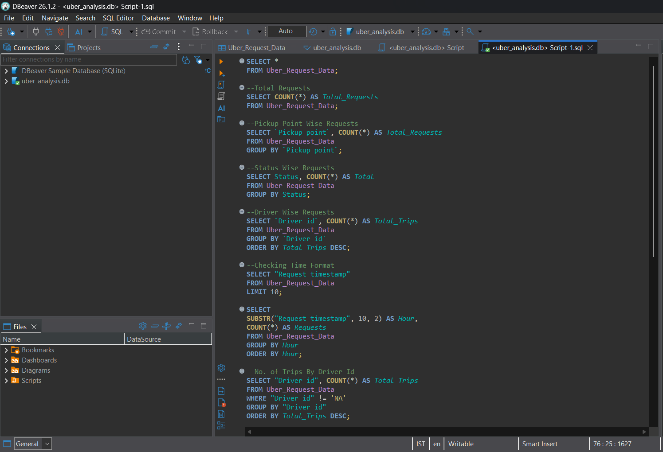 DBeaver 26.1.2 - <uber_analysis.db> Script-1.sql
File Edit Navigate Search SQL Editor Database Window Help
AI SQL Commit Rollback Auto uber_analysis.db
Connections Projects
Filter connections by name
DBeaver Sample Database (SQLite)
uber analysis.db
Uber_Request_Data uber_analysis.db <uber_analysis.db> Script <uber_analysis.db> Script 1.sql
SELECT *
FROM Uber_Request_Data;
--Total Requests
SELECT COUNT(*) AS Total_Requests
FROM Uber_Request_Data;
--Pickup Point Wise Requests
SELECT `Pickup point`, COUNT(*) AS Total_Requests
FROM Uber_Request_Data
GROUP BY `Pickup point`;
--Status Wise Requests
SELECT Status, COUNT(*) AS Total
FROM Uber_Request_Data
GROUP BY Status;
--Driver Wise Requests
SELECT `Driver id`, COUNT(*) AS Total_Trips
FROM Uber_Request_Data
GROUP BY `Driver id`
ORDER BY Total_Trips DESC;
--Checking Time Format
SELECT "Request timestamp"
FROM Uber_Request_Data
LIMIT 10;
SELECT
SUBSTR("Request timestamp", 10, 2) AS Hour,
COUNT(*) AS Requests
FROM Uber_Request_Data
GROUP BY Hour
ORDER BY Hour;
--No. of Trips By Driver Id
SELECT "Driver id", COUNT(*) AS Total_Trips
FROM Uber_Request_Data
WHERE "Driver id" != 'NA'
GROUP BY "Driver id"
ORDER BY Total_Trips DESC;
AI
Files
Name DataSource
Bookmarks
Dashboards
Diagrams
Scripts
General
IST en Writable Smart Insert 76 : 25 : 1627